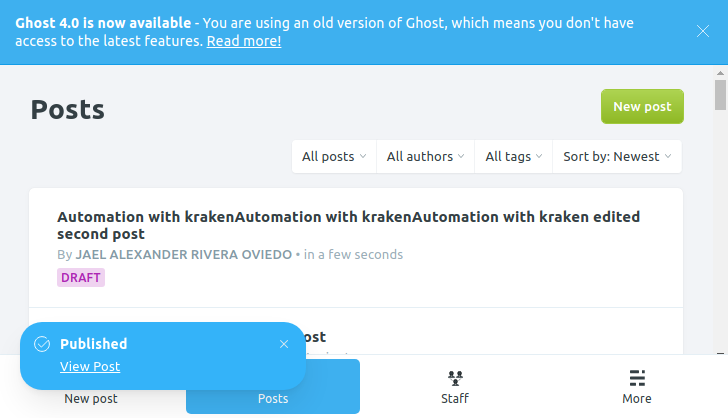 Ghost 4.0 is now available - You are using an old version of Ghost, which means you don't have
access to the latest features. Read more!
Posts
New post
All posts
All authors
All tags
Sort by: Newest
Automation with krakenAutomation with krakenAutomation with kraken edited
second post
By JAEL ALEXANDER RIVERA OVIEDO • in a few seconds
DRAFT
Published
View Post
New post
Posts
Staff
More